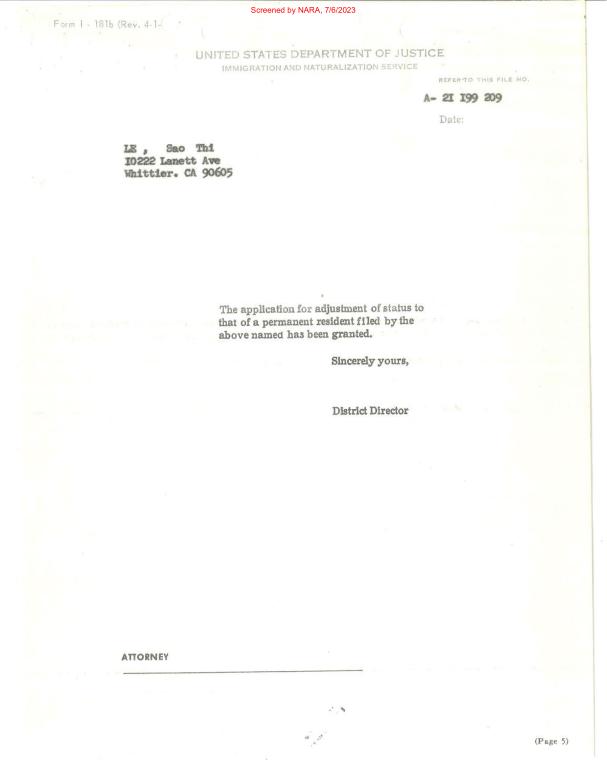 Screened by NARA, 7/6/2023
Form I - 181b (Rev. 4-1-
UNITED STATES DEPARTMENT OF JUSTICE
IMMIGRATION AND NATURALIZATION SERVICE
REFER TO THIS FILE NO.
A- 2I I99 209
Date:
LE , Sao Thi
I0222 Lanett Ave
Whittier. CA 90605
The application for adjustment of status to
that of a permanent resident filed by the
above named has been granted.
Sincerely yours,
District Director
ATTORNEY
(Page 5)